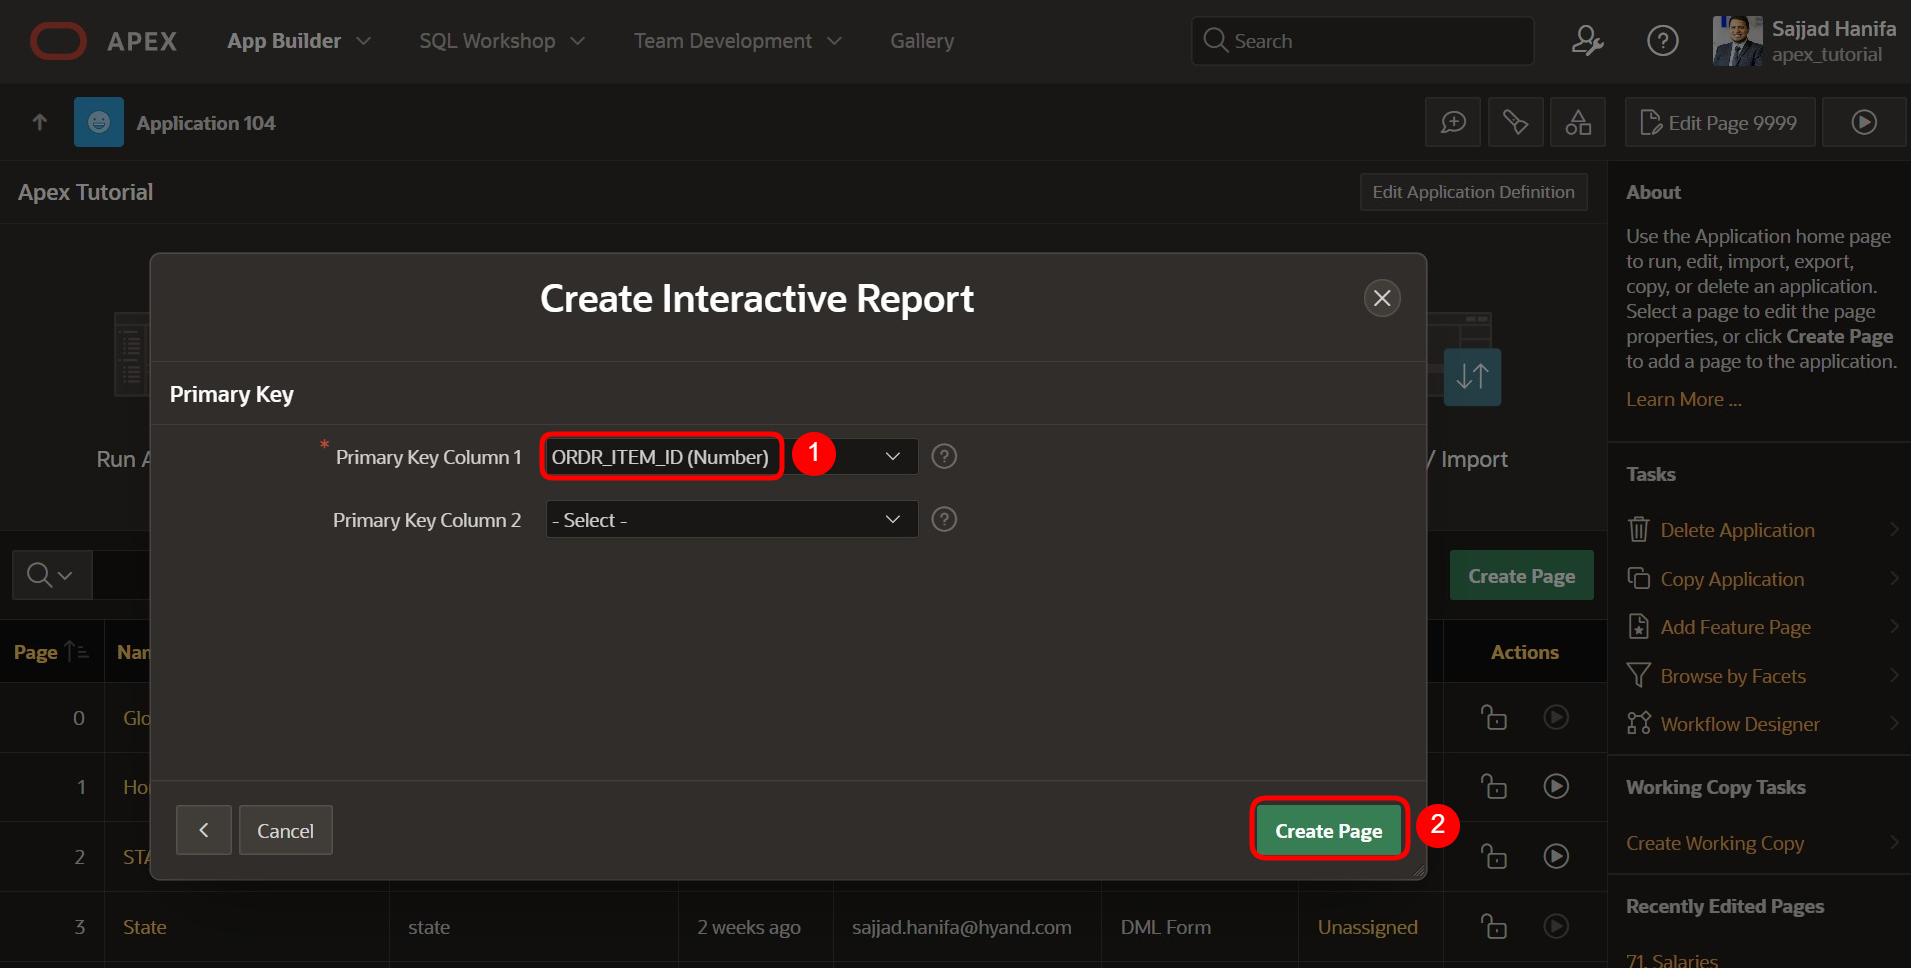 APEX App Builder SQL Workshop Team Development Gallery Search Sajjad Hanifa
apex_tutorial
Application 104 Edit Page 9999
Apex Tutorial Edit Application Definition
About
Use the Application home page
to run, edit, import, export,
copy, or delete an application.
Select a page to edit the page
properties, or click Create Page
to add a page to the application.
Learn More ...
Create Interactive Report
Primary Key
* Primary Key Column 1 ORDR_ITEM_ID (Number) 1
Primary Key Column 2 - Select -
Run / Import
Create Page
Cancel Create Page 2
Tasks
Delete Application
Copy Application
Add Feature Page
Browse by Facets
Workflow Designer
Working Copy Tasks
Create Working Copy
Recently Edited Pages
71. Salaries
Page Actions
0
1
2
3 State state 2 weeks ago sajjad.hanifa@hyand.com DML Form Unassigned